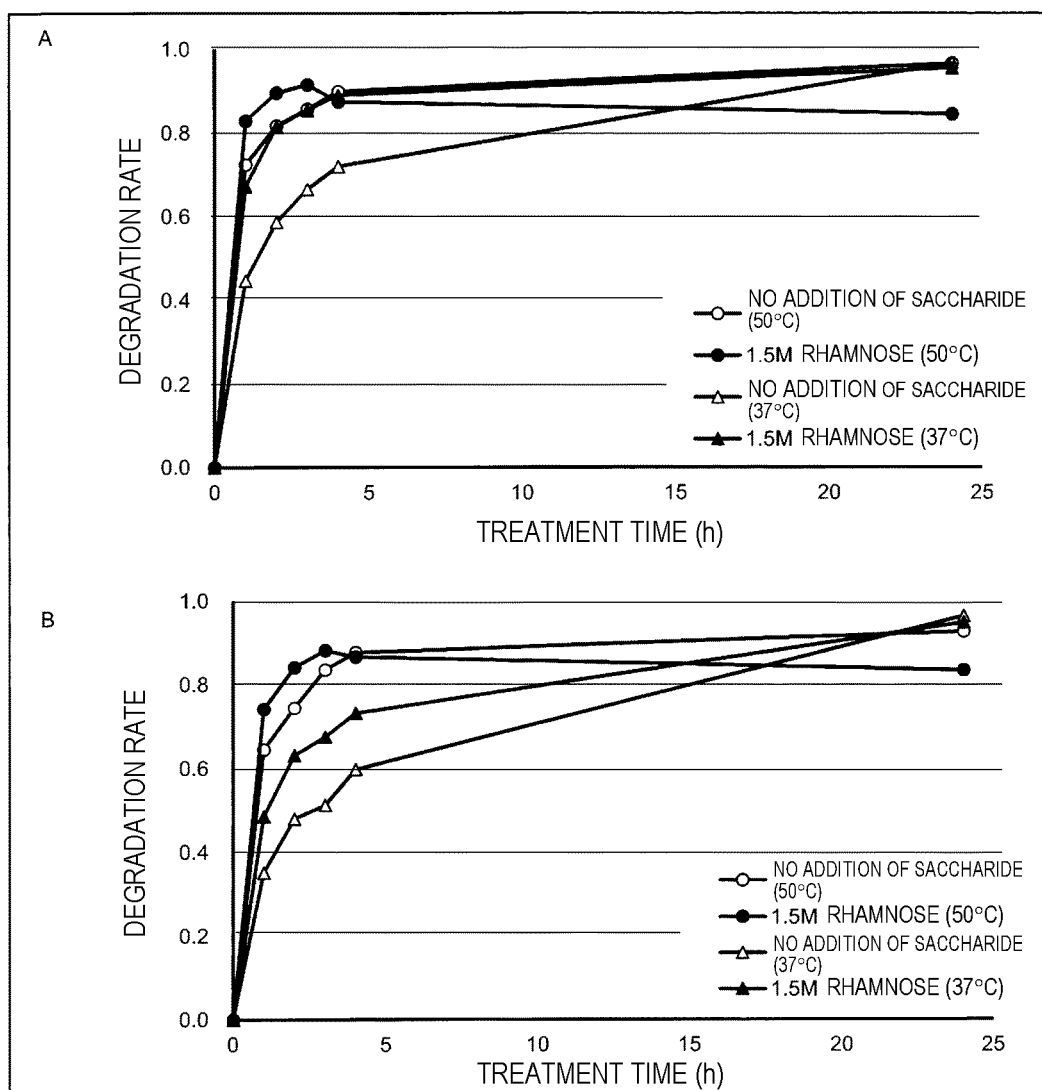 A
1.0
0.8
0.6
0.4
0.2
0.0
DEGRADATION RATE
NO ADDITION OF SACCHARIDE
(50°C)
1.5M RHAMNOSE (50°C)
NO ADDITION OF SACCHARIDE
(37°C)
1.5M RHAMNOSE (37°C)
0 5 10 15 20 25
TREATMENT TIME (h)
B
1.0
0.8
0.6
0.4
0.2
0.0
DEGRADATION RATE
NO ADDITION OF SACCHARIDE
(50°C)
1.5M RHAMNOSE (50°C)
NO ADDITION OF SACCHARIDE
(37°C)
1.5M RHAMNOSE (37°C)
0 5 10 15 20 25
TREATMENT TIME (h)